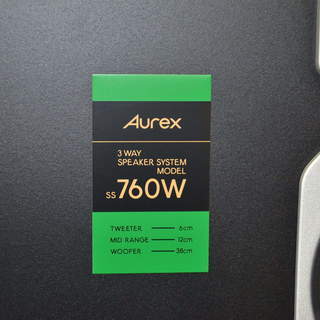 Aurex
3 WAY
SPEAKER SYSTEM
MODEL
SS 760W
TWEETER 6cm
MID RANGE 12cm
WOOFER 38cm